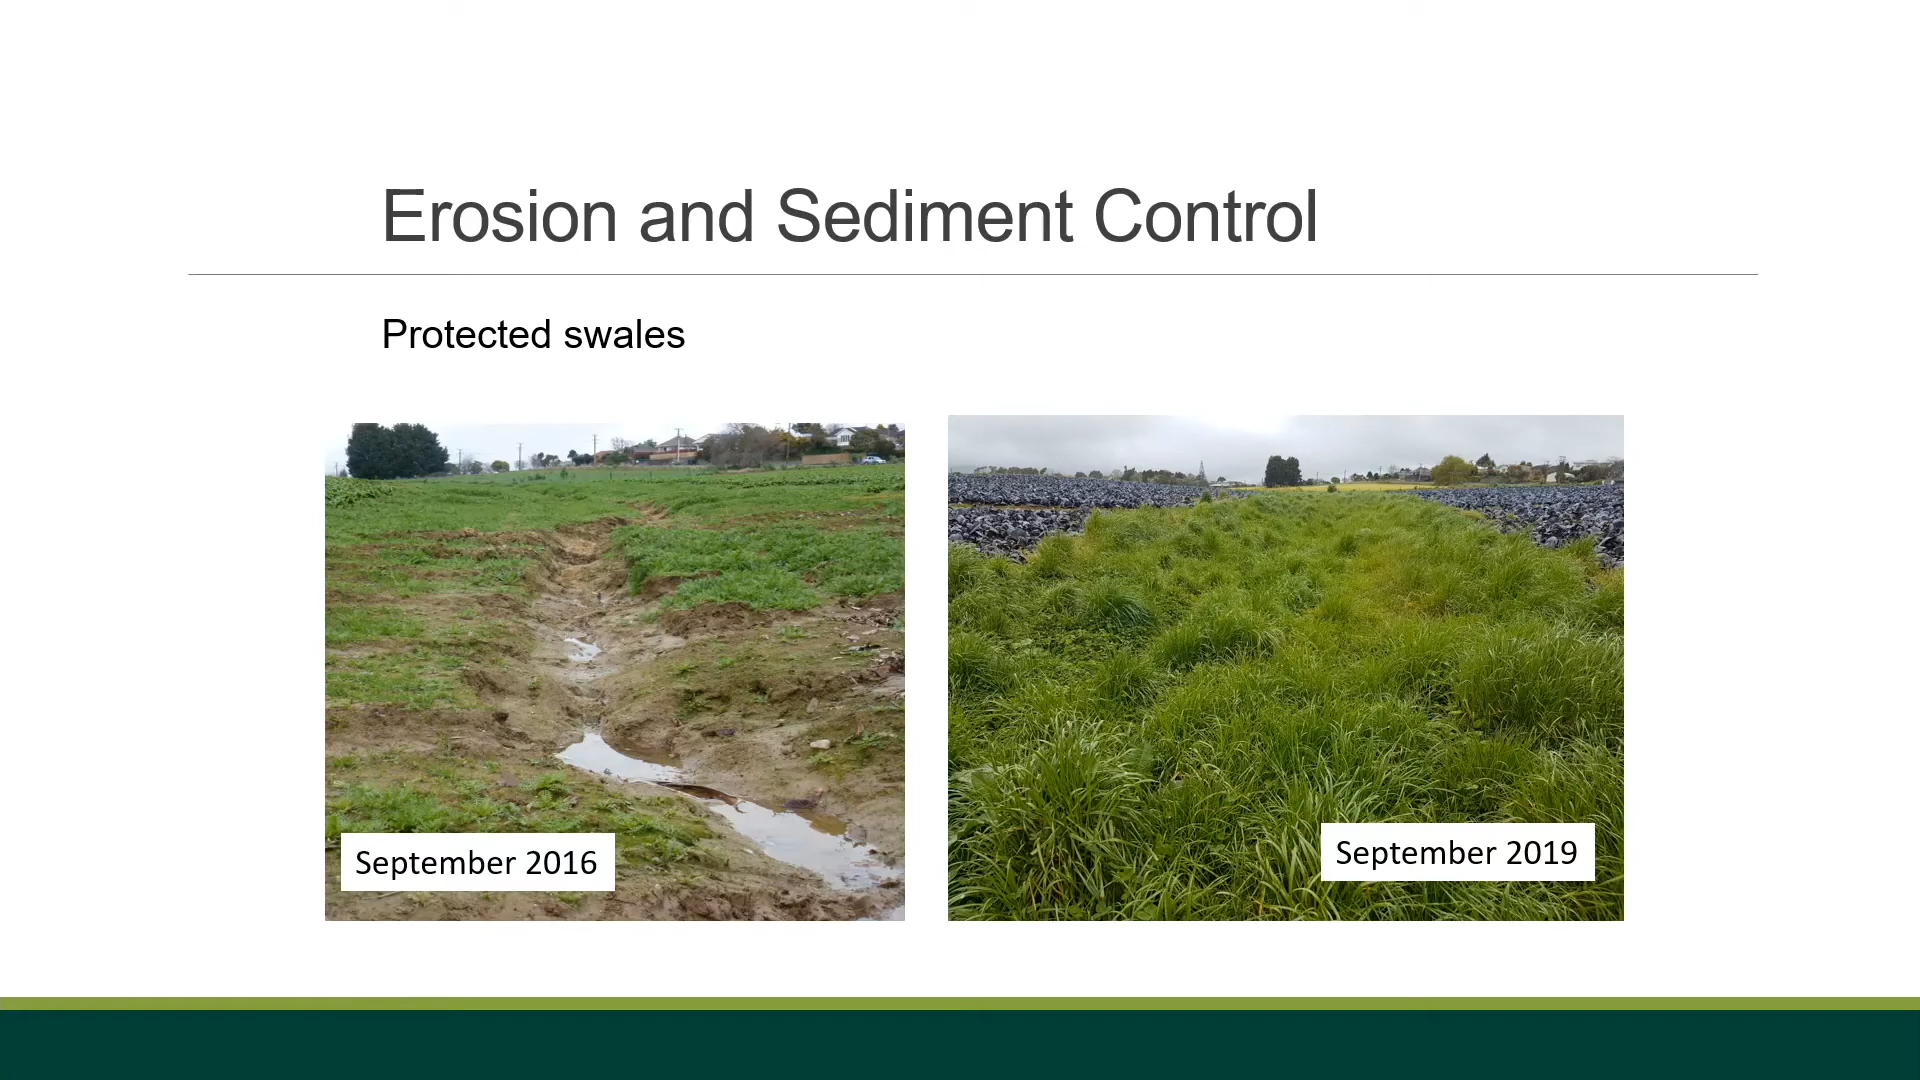 Erosion and Sediment Control
Protected swales
September 2016
September 2019